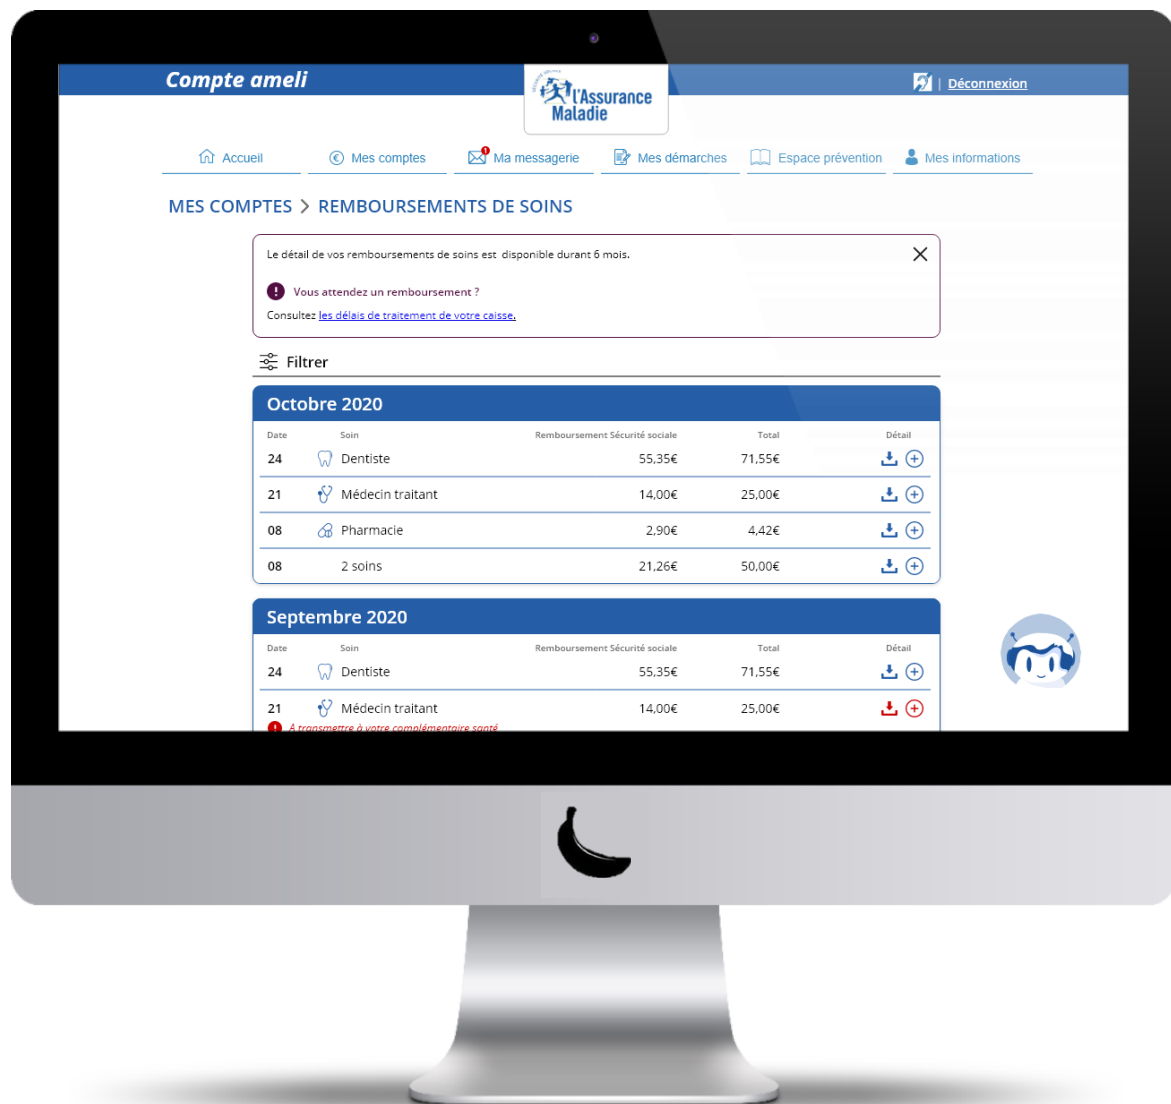 Compte ameli
l'Assurance
Maladie
| Déconnexion
Accueil
€ Mes comptes
1 Ma messagerie
Mes démarches
Espace prévention
Mes informations
MES COMPTES > REMBOURSEMENTS DE SOINS
Le détail de vos remboursements de soins est disponible durant 6 mois.
! Vous attendez un remboursement ?
Consultez les délais de traitement de votre caisse.
Filtrer
Octobre 2020
Date Soin Remboursement Sécurité sociale Total Détail
24 Dentiste 55,35€ 71,55€
21 Médecin traitant 14,00€ 25,00€
08 Pharmacie 2,90€ 4,42€
08 2 soins 21,26€ 50,00€
Septembre 2020
Date Soin Remboursement Sécurité sociale Total Détail
24 Dentiste 55,35€ 71,55€
21 Médecin traitant 14,00€ 25,00€
! A transmettre à votre complémentaire santé